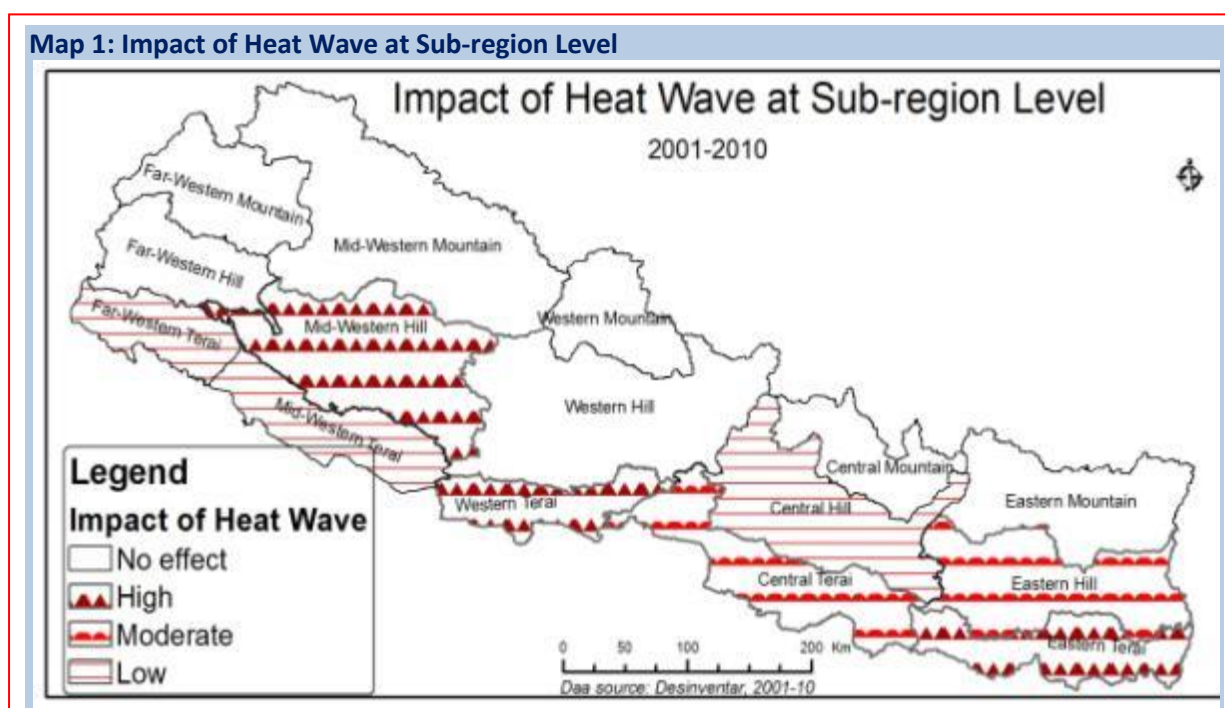 Map 1: Impact of Heat Wave at Sub-region Level
Impact of Heat Wave at Sub-region Level
2001-2010
Far-Western Mountain
Mid-Western Mountain
Far-Western Hill
Western Mountain
Far-Western Terai
Mid-Western Hill
Western Hill
Mid-Western Terai
Central Mountain
Eastern Mountain
Western Terai
Central Hill
Central Terai
Eastern Hill
Eastern Terai
Legend
Impact of Heat Wave
No effect
High
Moderate
Low
0 50 100 200 Km
Daa source: Desinventar, 2001-10